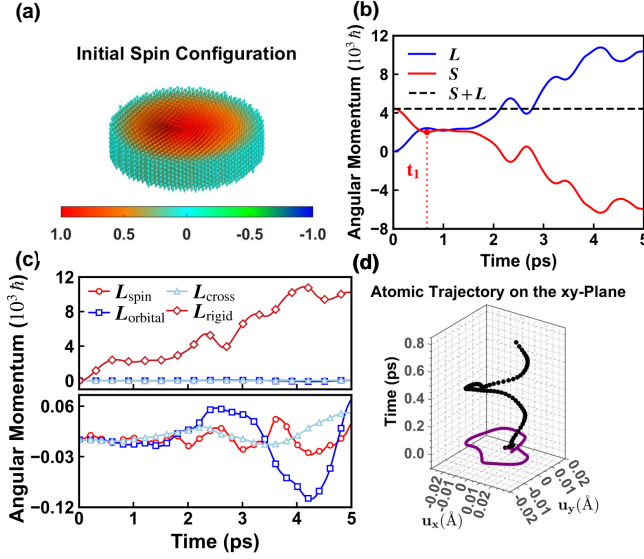 (a)
Initial Spin Configuration
1.0 0.5 0 -0.5 -1.0
(b)
Angular Momentum (10³ ħ)
12
8
4
0
−4
−8
L
S
S+L
t₁
0 1 2 3 4 5
Time (ps)
(c)
Angular Momentum (10³ ħ)
12
8
4
0
L_spin L_cross
L_orbital L_rigid
0.06
-0.03
-0.12
0 1 2 3 4 5
Time (ps)
(d)
Atomic Trajectory on the xy-Plane
Time (ps)
0.8
0.6
0.4
0.2
0.0
-0.02
-0.01
0
0.01
0.02
uₓ(Å)
0.02
0.01
0
-0.01
-0.02
u_y(Å)